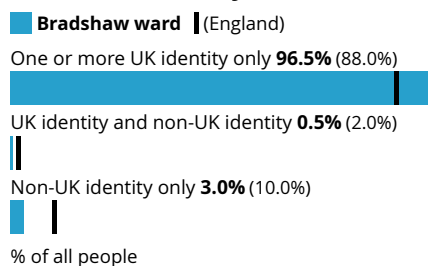 Bradshaw ward (England)
One or more UK identity only 96.5% (88.0%)
UK identity and non-UK identity 0.5% (2.0%)
Non-UK identity only 3.0% (10.0%)
% of all people